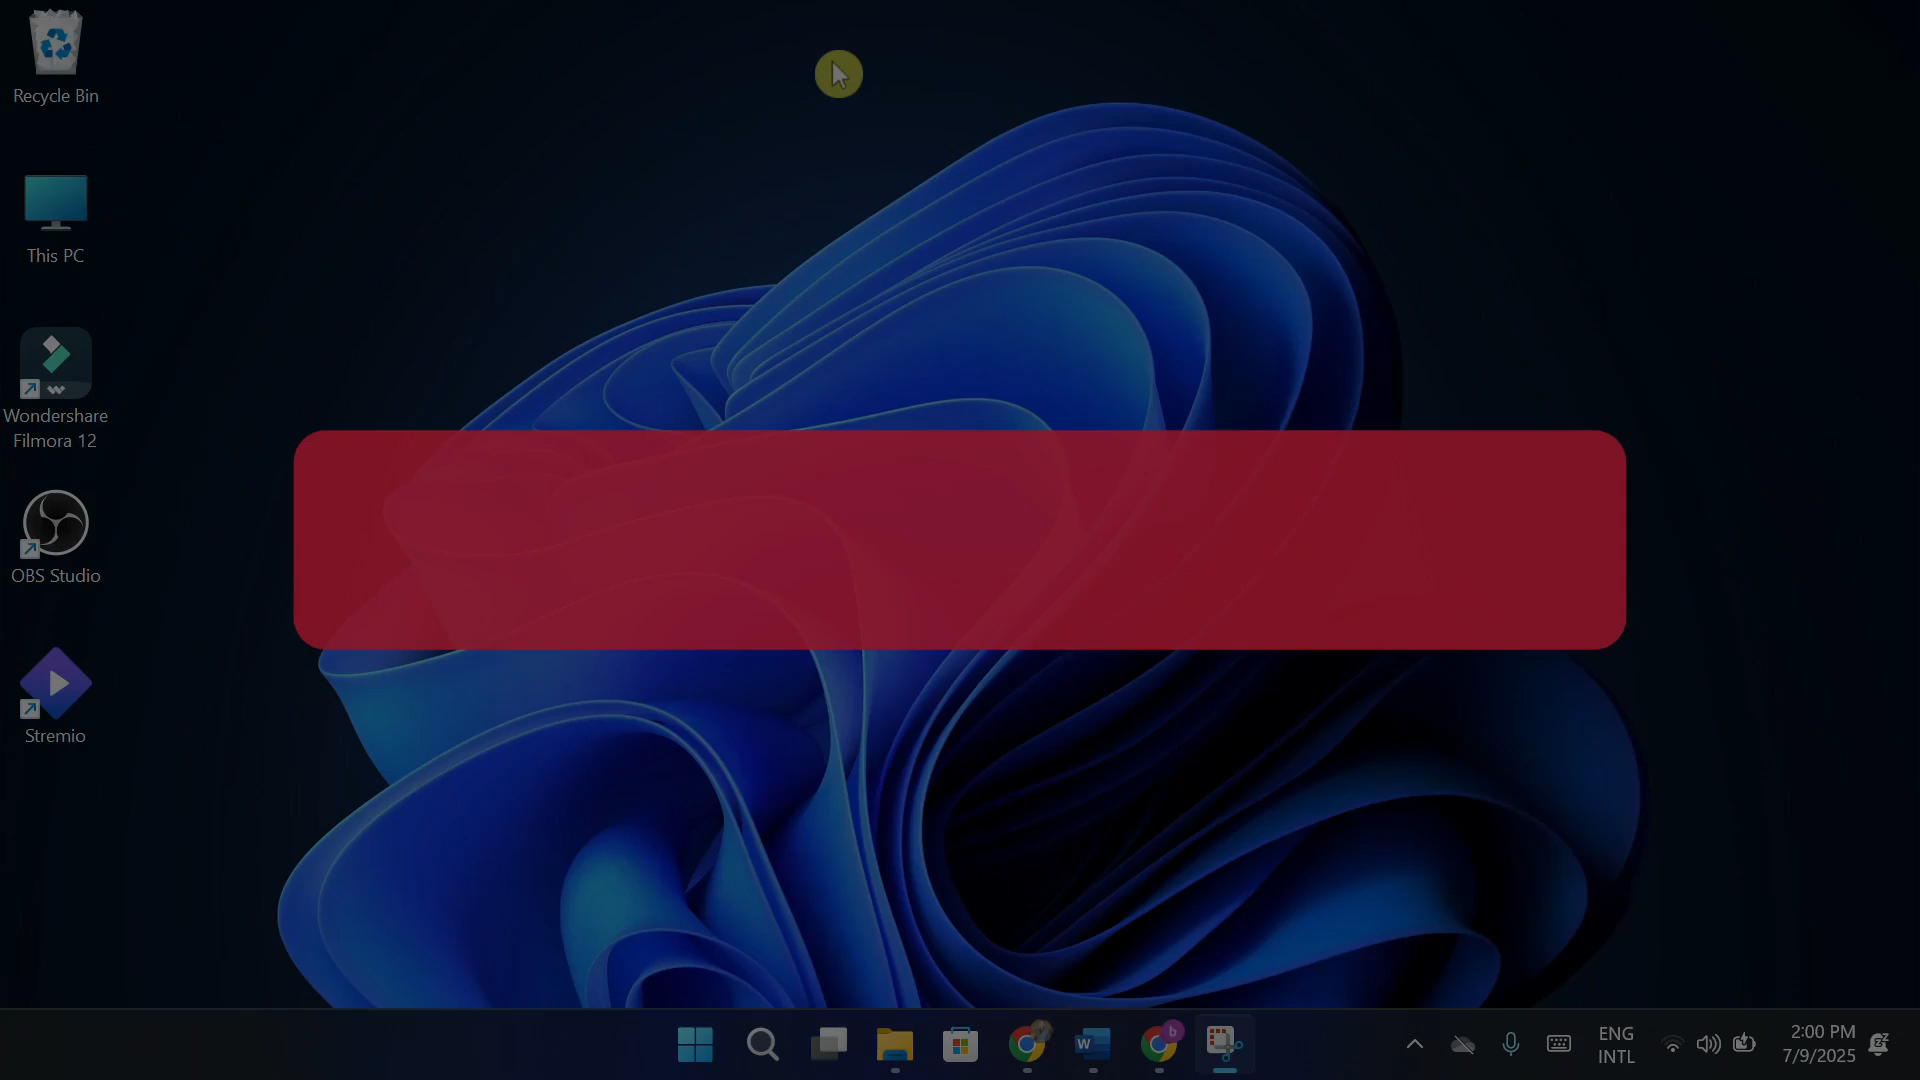 Recycle Bin
This PC
Wondershare
Filmora 12
OBS Studio
Stremio
W
b
ENG
INTL
2:00 PM
7/9/2025